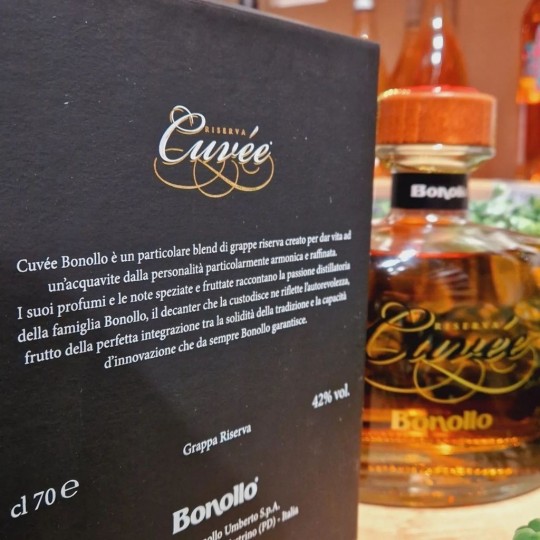 RISERVA
Cuvée
Cuvée Bonollo è un particolare blend di grappe riserva creato per dar vita ad
un'acquavite dalla personalità particolarmente armonica e raffinata.
I suoi profumi e le note speziate e fruttate raccontano la passione distillatoria
della famiglia Bonollo, il decanter che la custodisce ne riflette l'autorevolezza,
frutto della perfetta integrazione tra la solidità della tradizione e la capacità
d'innovazione che da sempre Bonollo garantisce.
42% vol.
Grappa Riserva
cl 70 e
Bonollo
Umberto S.p.A.
(PD) - Italia
Bonollo
RISERVA
Cuvée
Bonollo